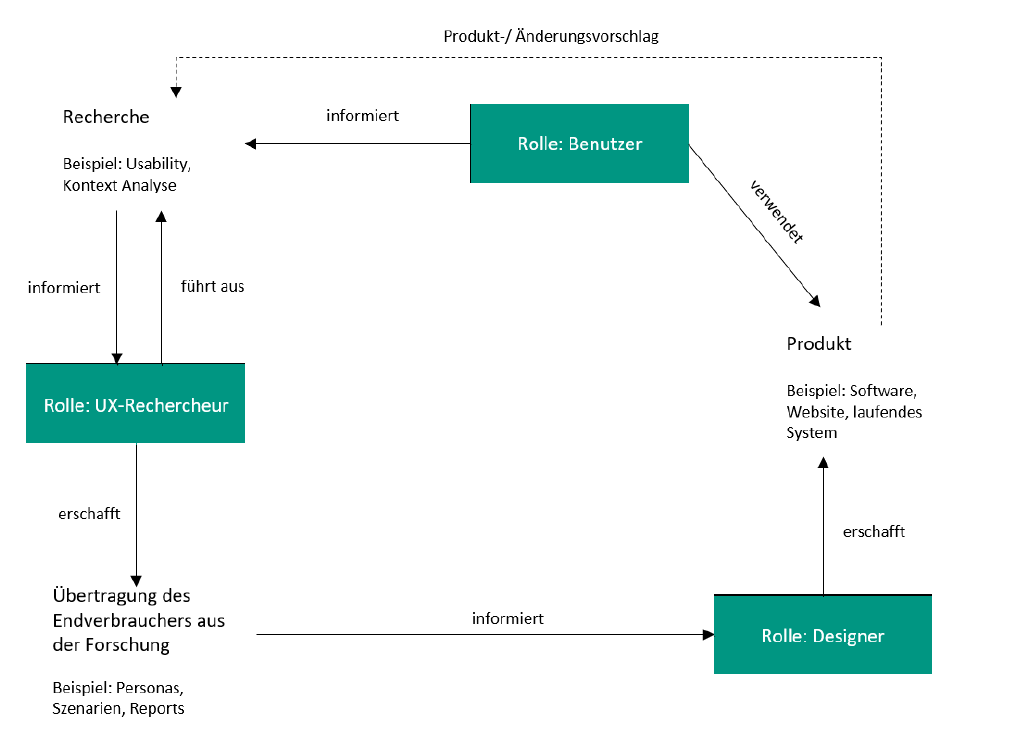 Produkt-/ Änderungsvorschlag
Recherche
Beispiel: Usability,
Kontext Analyse
informiert
Rolle: Benutzer
verwendet
informiert
führt aus
Produkt
Beispiel: Software,
Website, laufendes
System
Rolle: UX-Rechercheur
erschafft
erschafft
Übertragung des
Endverbrauchers aus
der Forschung
Beispiel: Personas,
Szenarien, Reports
informiert
Rolle: Designer